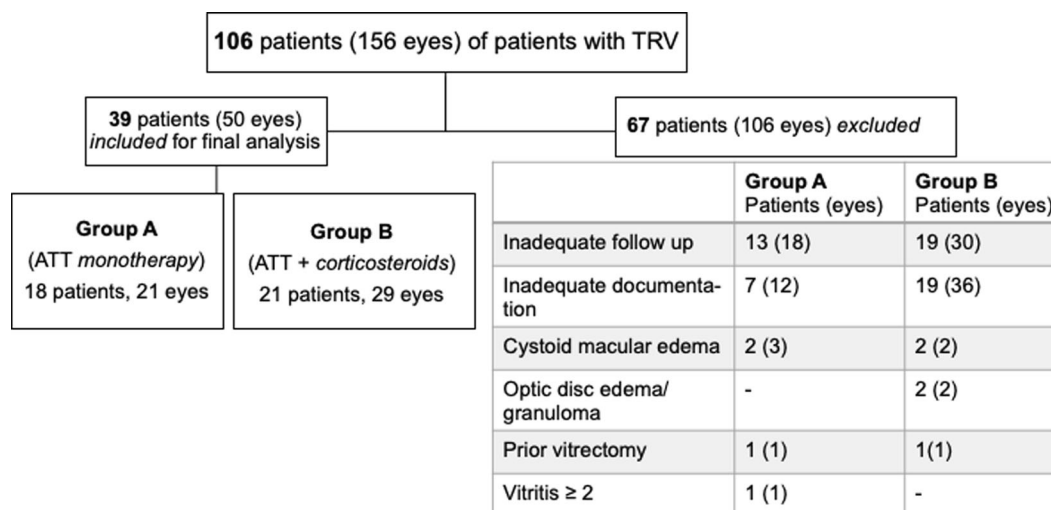 106 patients (156 eyes) of patients with TRV
39 patients (50 eyes)
included for final analysis
67 patients (106 eyes) excluded
Group A
(ATT monotherapy)
18 patients, 21 eyes
Group B
(ATT + corticosteroids)
21 patients, 29 eyes
Group A Group B
Patients (eyes) Patients (eyes)
Inadequate follow up 13 (18) 19 (30)
Inadequate documenta- 7 (12) 19 (36)
tion
Cystoid macular edema 2 (3) 2 (2)
Optic disc edema/ - 2 (2)
granuloma
Prior vitrectomy 1 (1) 1(1)
Vitritis ≥ 2 1 (1) -